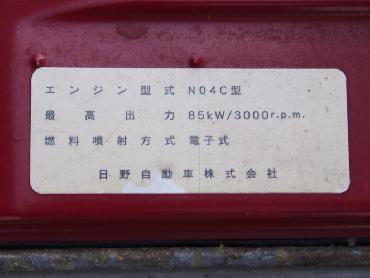 エンジン型式 N04C型
最高出力 85kW/3000r.p.m.
燃料噴射方式 電子式
日野自動車株式会社